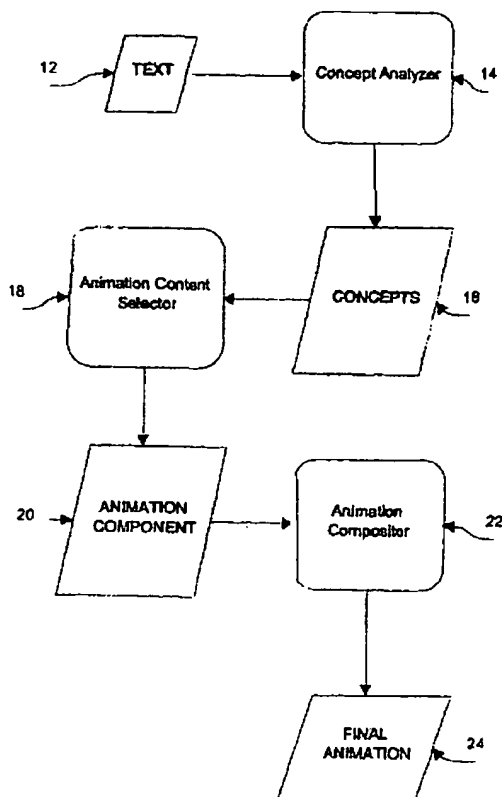 12
TEXT
Concept Analyzer
14
18
Animation Content
Selector
CONCEPTS
18
20
ANIMATION
COMPONENT
Animation
Compositer
22
FINAL
ANIMATION
24